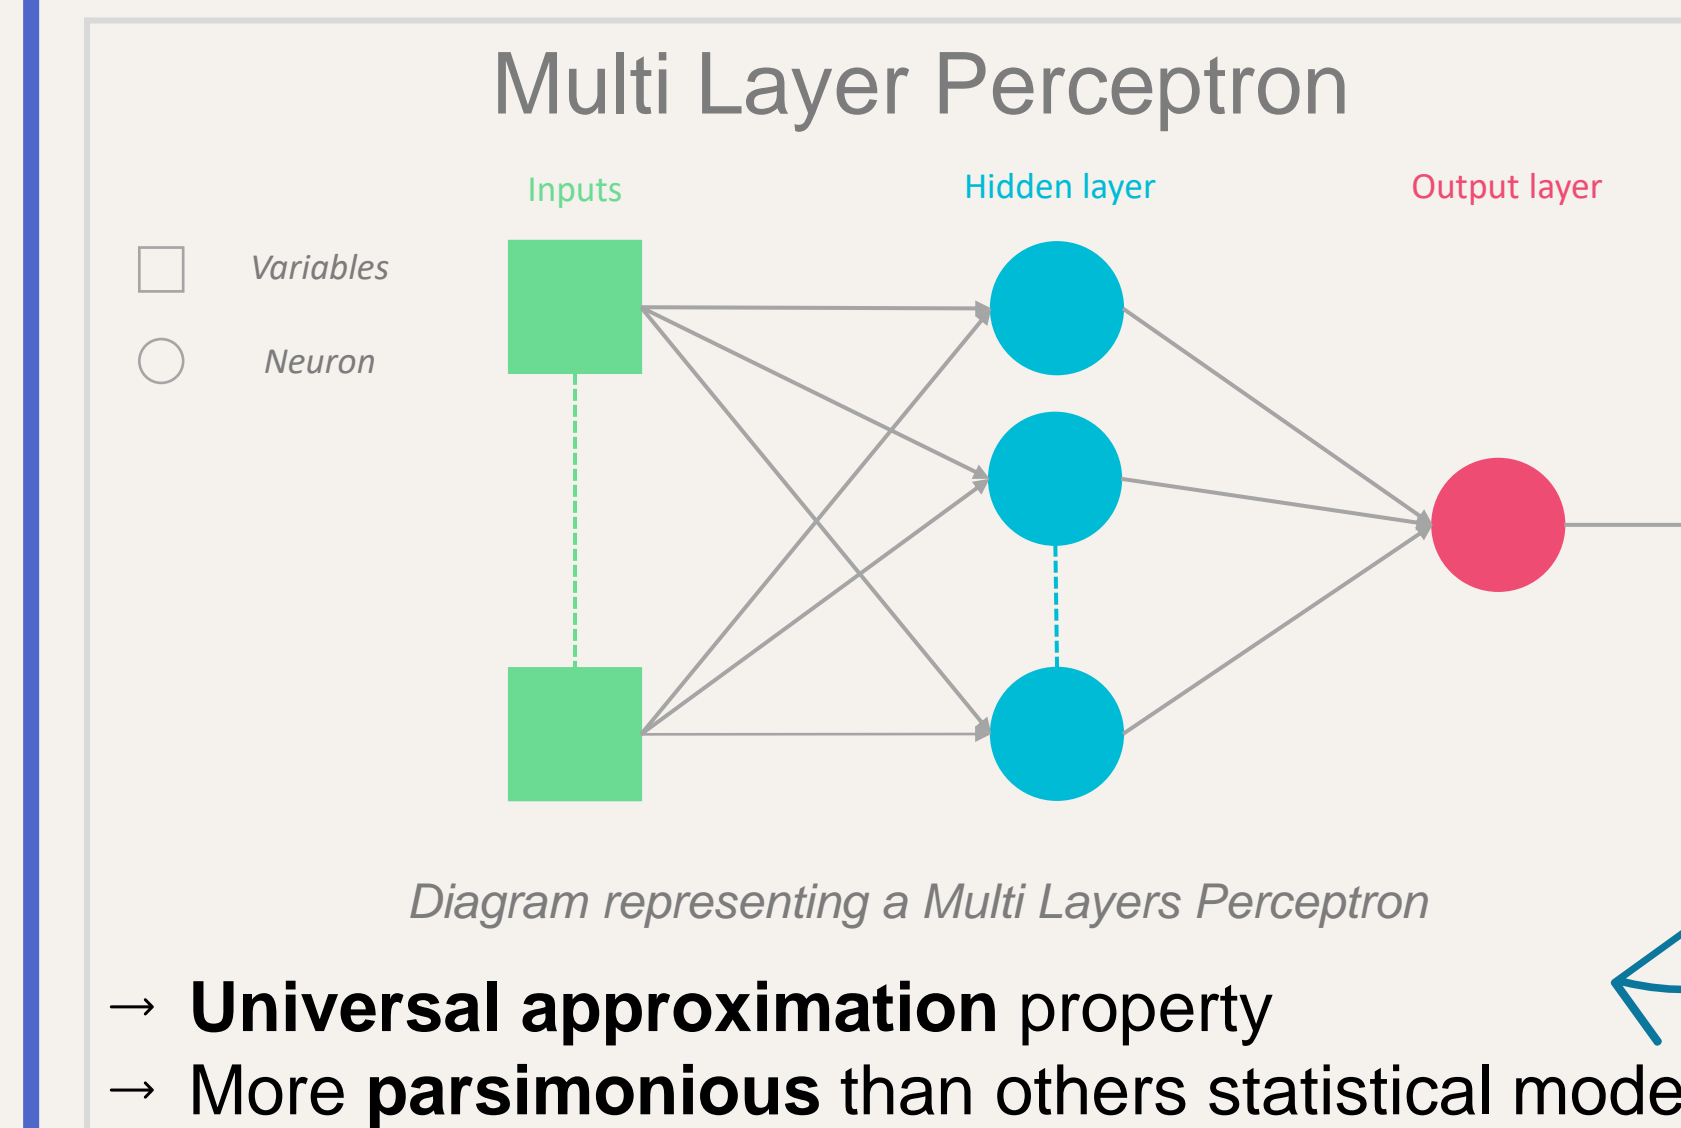 Multi Layer Perceptron
Inputs
Hidden layer
Output layer
Variables
Neuron
Diagram representing a Multi Layers Perceptron
→ Universal approximation property
→ More parsimonious than others statistical mode